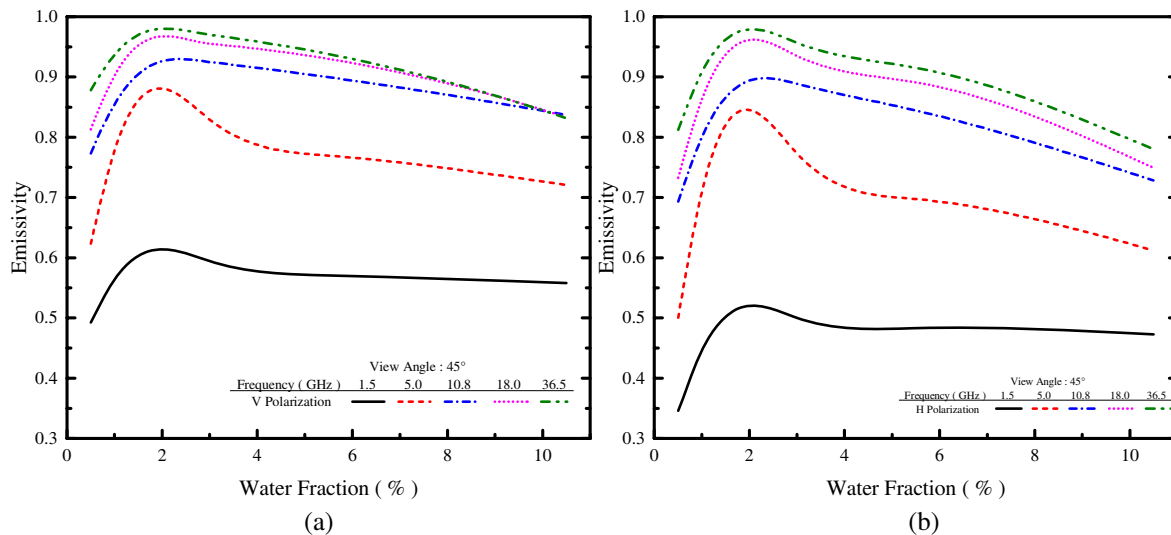 1.0
0.9
0.8
0.7
0.6
0.5
0.4
0.3
Emissivity
View Angle : 45°
Frequency ( GHz ) 1.5 5.0 10.8 18.0 36.5
V Polarization
0 2 4 6 8 10
Water Fraction ( % )
(a)
1.0
0.9
0.8
0.7
0.6
0.5
0.4
0.3
Emissivity
View Angle : 45°
Frequency ( GHz ) 1.5 5.0 10.8 18.0 36.5
H Polarization
0 2 4 6 8 10
Water Fraction ( % )
(b)